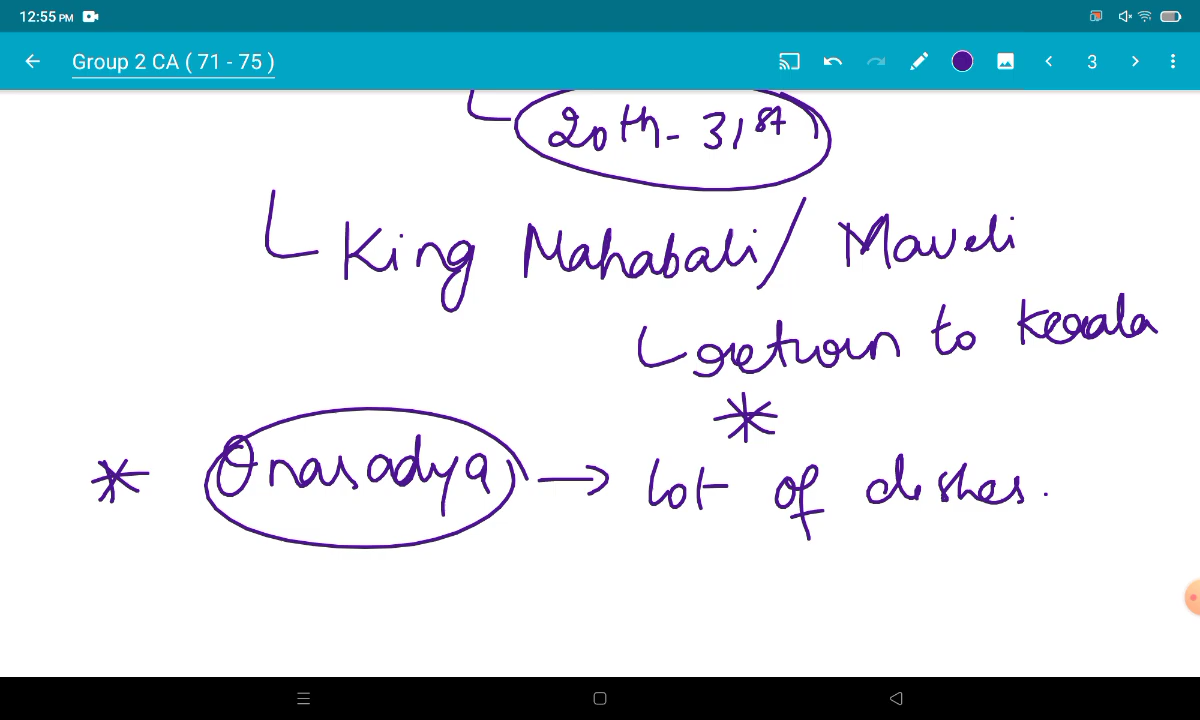 12:55 PM
Group 2 CA ( 71 - 75 )
3
20th - 31st
King Mahabali / Maveli
return to Kerala
*
* Onasadya → lot of dishes.